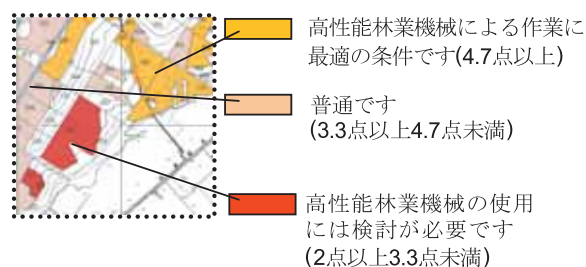 高性能林業機械による作業に
最適の条件です(4.7点以上)
普通です
(3.3点以上4.7点未満)
高性能林業機械の使用
には検討が必要です
(2点以上3.3点未満)